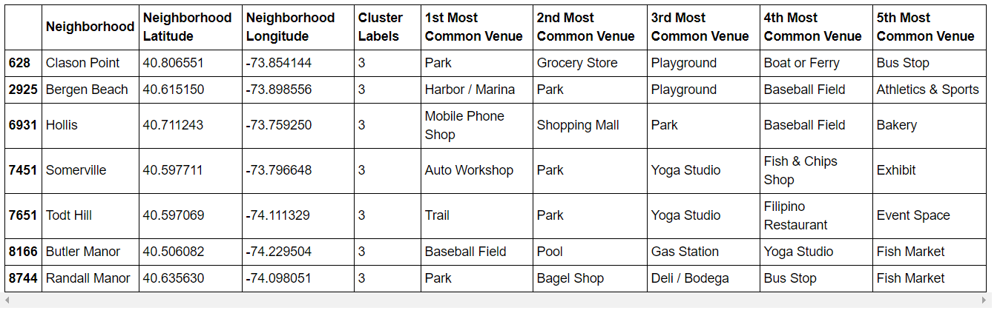 Neighborhood Neighborhood Latitude Neighborhood Longitude Cluster Labels 1st Most Common Venue 2nd Most Common Venue 3rd Most Common Venue 4th Most Common Venue 5th Most Common Venue
628 Clason Point 40.806551 -73.854144 3 Park Grocery Store Playground Boat or Ferry Bus Stop
2925 Bergen Beach 40.615150 -73.898556 3 Harbor / Marina Park Playground Baseball Field Athletics & Sports
6931 Hollis 40.711243 -73.759250 3 Mobile Phone Shop Shopping Mall Park Baseball Field Bakery
7451 Somerville 40.597711 -73.796648 3 Auto Workshop Park Yoga Studio Fish & Chips Shop Exhibit
7651 Todt Hill 40.597069 -74.111329 3 Trail Park Yoga Studio Filipino Restaurant Event Space
8166 Butler Manor 40.506082 -74.229504 3 Baseball Field Pool Gas Station Yoga Studio Fish Market
8744 Randall Manor 40.635630 -74.098051 3 Park Bagel Shop Deli / Bodega Bus Stop Fish Market